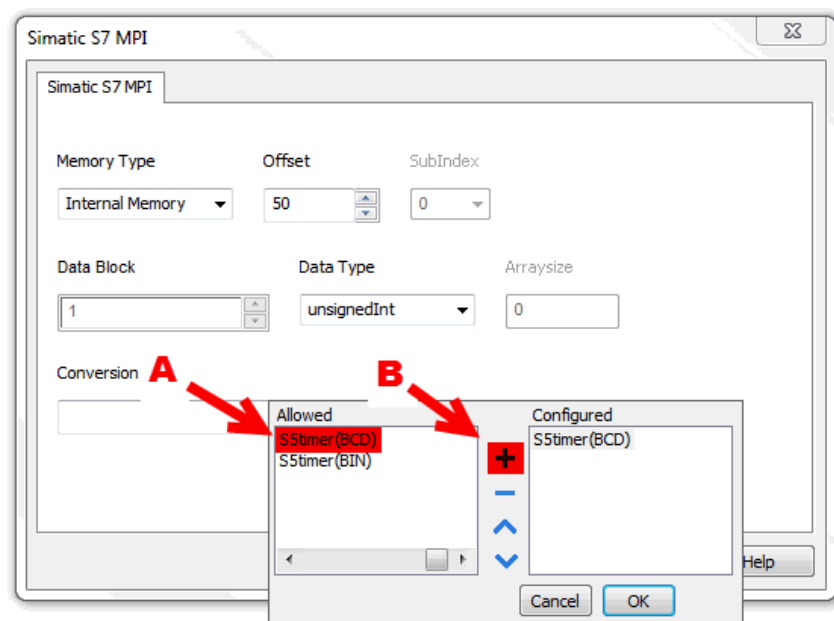 Simatic S7 MPI
Simatic S7 MPI
Memory Type Offset SubIndex
Internal Memory 50 0
Data Block Data Type Arraysize
1 unsignedInt 0
Conversion A B
Allowed Configured
S5timer(BCD) S5timer(BCD)
S5timer(BIN)
Help
Cancel OK